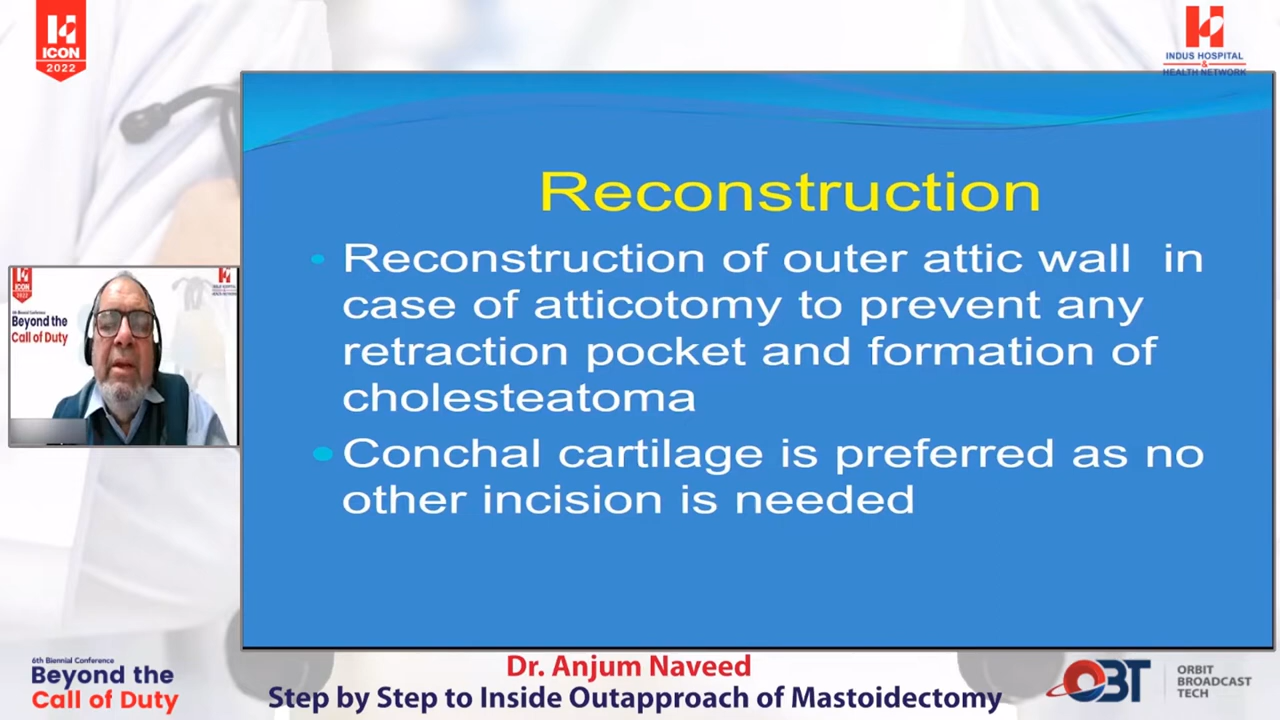 ICON
2022
INDUS HOSPITAL
&
HEALTH NETWORK
Reconstruction
Reconstruction of outer attic wall in
case of atticotomy to prevent any
retraction pocket and formation of
cholesteatoma
Conchal cartilage is preferred as no
other incision is needed
Beyond the
Call of Duty
6th Biennial Conference
Beyond the
Call of Duty
Dr. Anjum Naveed
Step by Step to Inside Outapproach of Mastoidectomy
OBT
ORBIT
BROADCAST
TECH